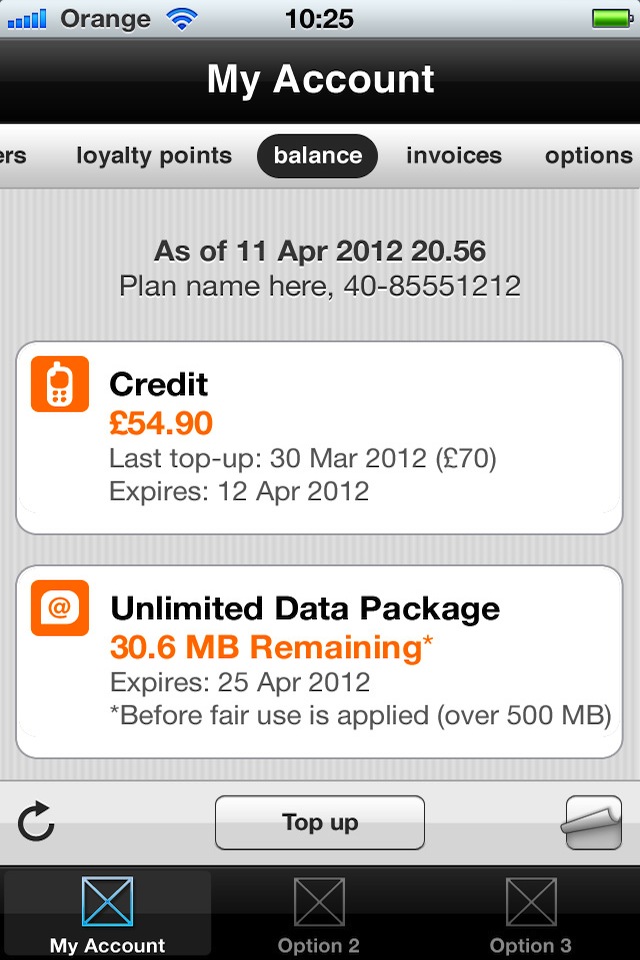 Orange 10:25
My Account
ers loyalty points balance invoices options
As of 11 Apr 2012 20.56
Plan name here, 40-85551212
Credit
£54.90
Last top-up: 30 Mar 2012 (£70)
Expires: 12 Apr 2012
@
Unlimited Data Package
30.6 MB Remaining*
Expires: 25 Apr 2012
*Before fair use is applied (over 500 MB)
Top up
My Account Option 2 Option 3